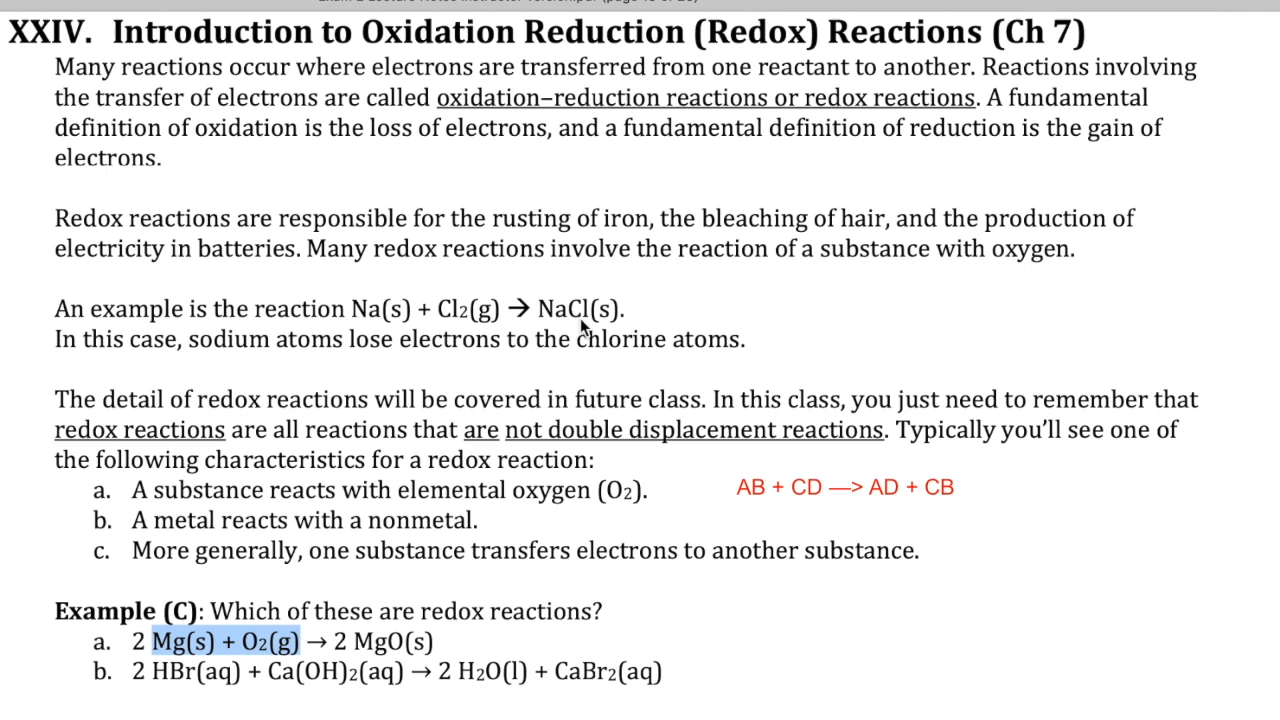 XXIV. Introduction to Oxidation Reduction (Redox) Reactions (Ch 7)
Many reactions occur where electrons are transferred from one reactant to another. Reactions involving
the transfer of electrons are called oxidation–reduction reactions or redox reactions. A fundamental
definition of oxidation is the loss of electrons, and a fundamental definition of reduction is the gain of
electrons.
Redox reactions are responsible for the rusting of iron, the bleaching of hair, and the production of
electricity in batteries. Many redox reactions involve the reaction of a substance with oxygen.
An example is the reaction Na(s) + Cl2(g) → NaCl(s).
In this case, sodium atoms lose electrons to the chlorine atoms.
The detail of redox reactions will be covered in future class. In this class, you just need to remember that
redox reactions are all reactions that are not double displacement reactions. Typically you'll see one of
the following characteristics for a redox reaction:
a. A substance reacts with elemental oxygen (O2). AB + CD —> AD + CB
b. A metal reacts with a nonmetal.
c. More generally, one substance transfers electrons to another substance.
Example (C): Which of these are redox reactions?
a. 2 Mg(s) + O2(g) → 2 MgO(s)
b. 2 HBr(aq) + Ca(OH)2(aq) → 2 H2O(l) + CaBr2(aq)